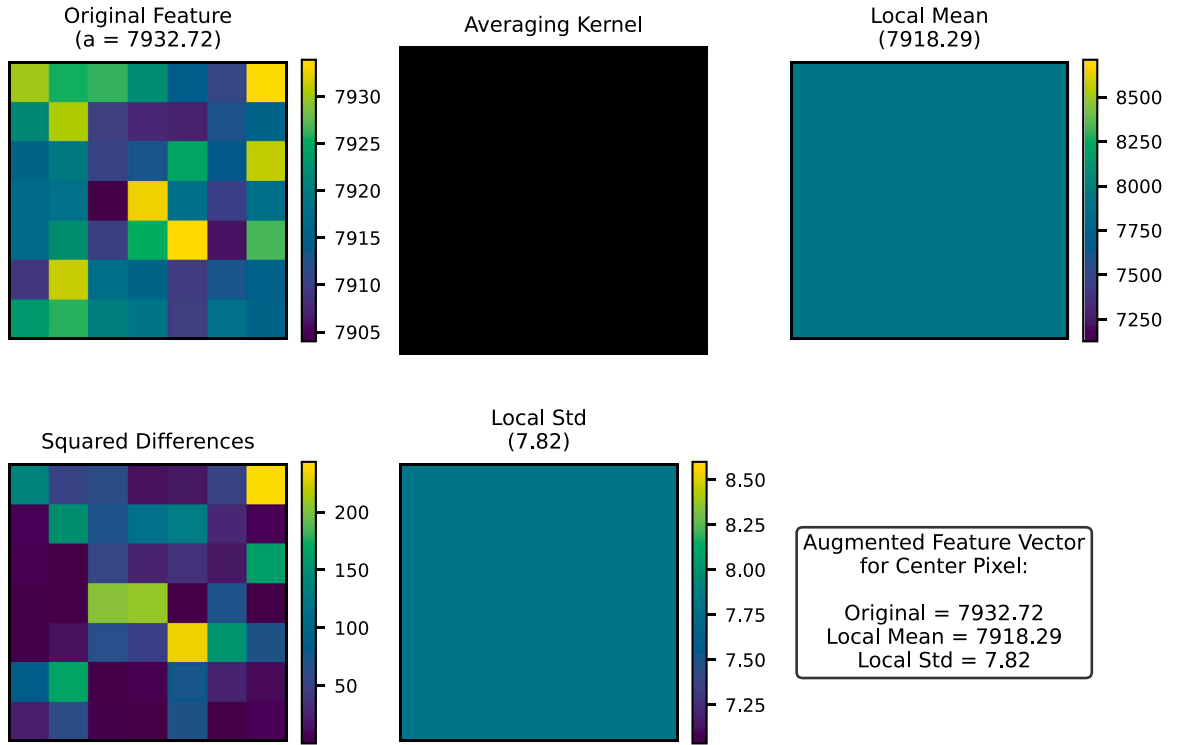 Original Feature
(a = 7932.72)
7930
7925
7920
7915
7910
7905
Averaging Kernel
Local Mean
(7918.29)
8500
8250
8000
7750
7500
7250
Squared Differences
200
150
100
50
Local Std
(7.82)
8.50
8.25
8.00
7.75
7.50
7.25
Augmented Feature Vector
for Center Pixel:
Original = 7932.72
Local Mean = 7918.29
Local Std = 7.82